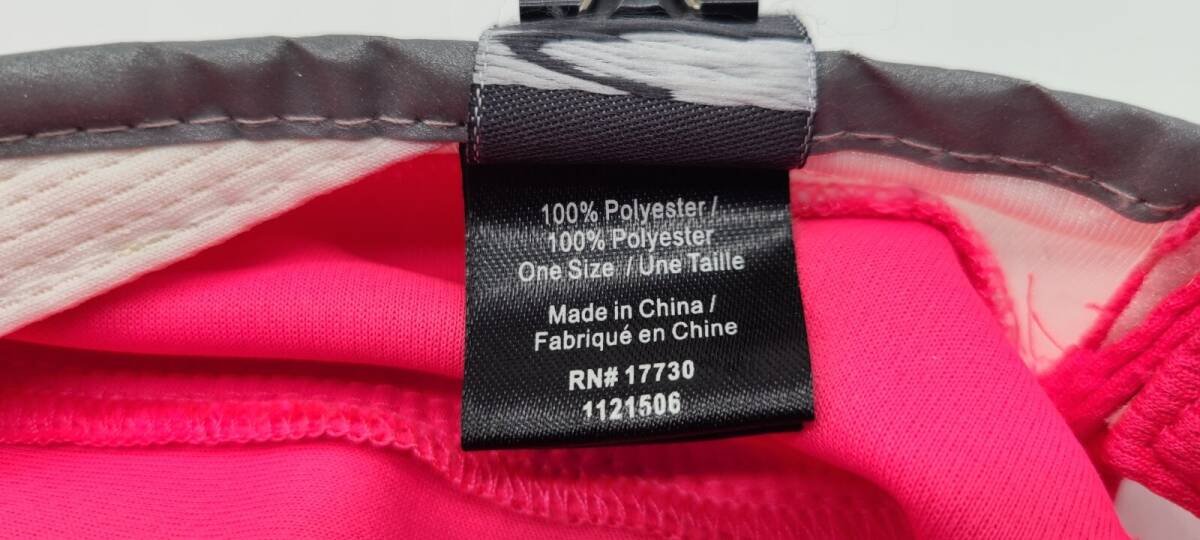 100% Polyester /
100% Polyester
One Size / Une Taille
Made in China /
Fabriqué en Chine
RN# 17730
1121506